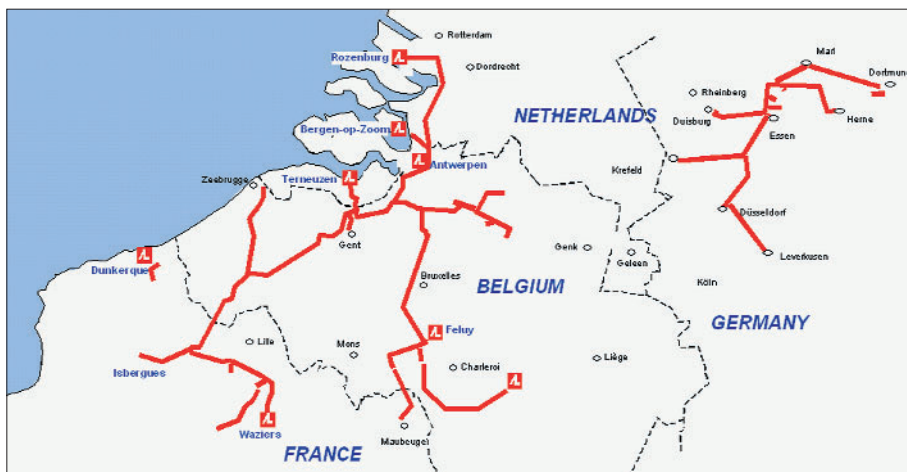 Rotterdam
Rozenburg
Marl
Dordrecht
Dortmund
Rheinberg
NETHERLANDS
Duisburg
Herne
Essen
Bergen-op-Zoom
Antwerpen
Krefeld
Terneuzen
Zeebrugge
Düsseldorf
Gent
Genk
Geleen
Leverkusen
Dunkerque
Bruxelles
BELGIUM
Köln
GERMANY
Feluy
Lille
Mons
Liège
Charleroi
Isbergues
Waziers
Maubeugel
FRANCE